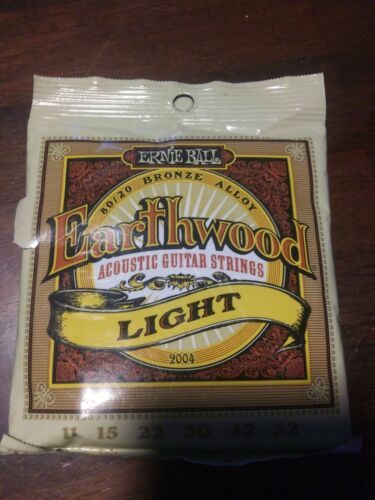 ERNIE BALL
80/20 BRONZE ALLOY
Earthwood
ACOUSTIC GUITAR STRINGS
LIGHT
2004
11 15 22 30 42 52